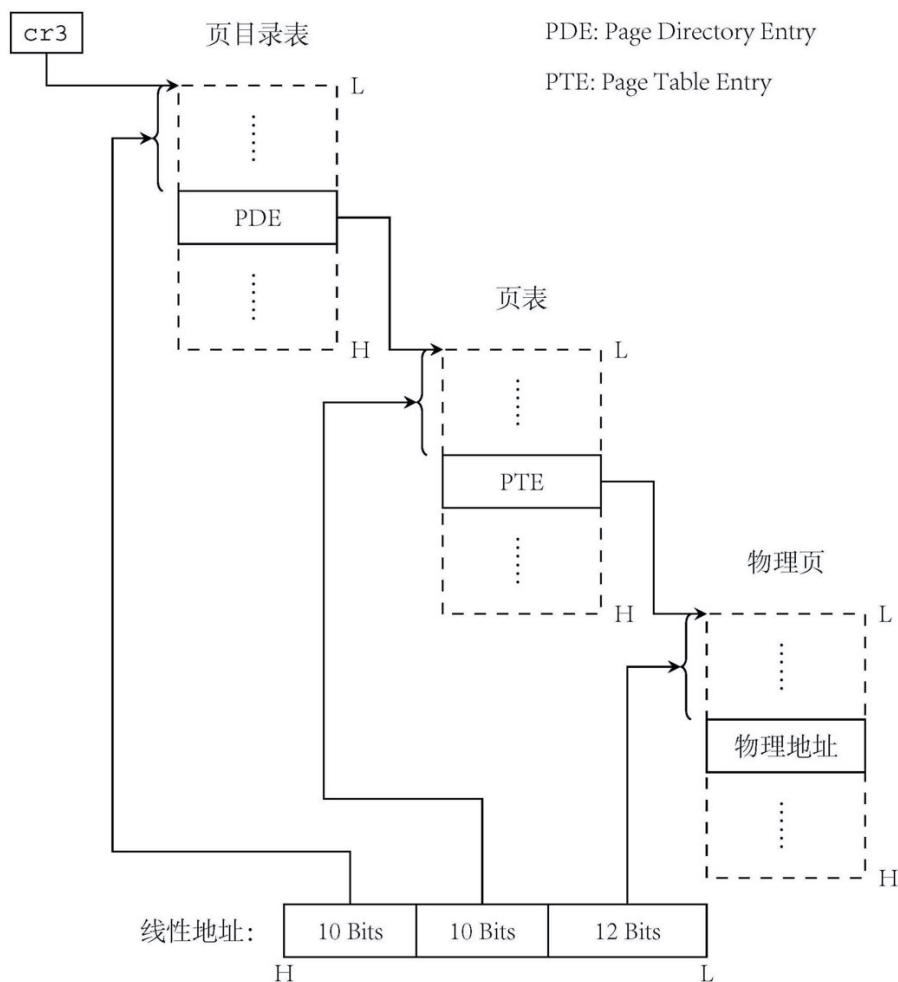 cr3
页目录表
PDE: Page Directory Entry
PTE: Page Table Entry
L
……
PDE
……
H
页表
L
……
PTE
……
H
物理页
L
……
物理地址
……
H
线性地址:
10 Bits
10 Bits
12 Bits
H
L